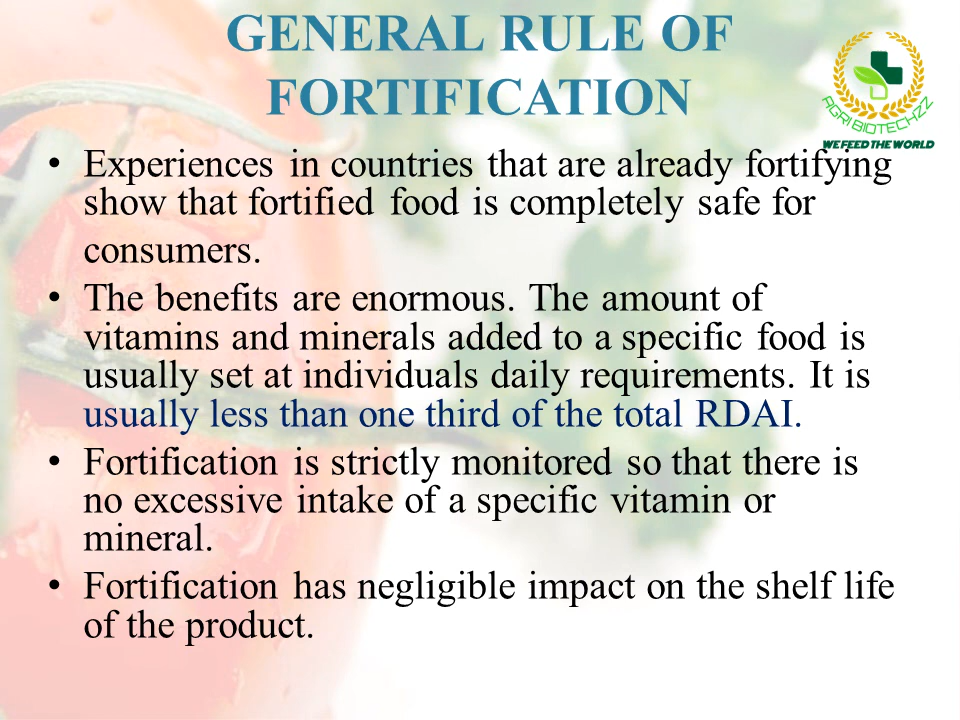 GENERAL RULE OF
FORTIFICATION
AGRI BIOTECHZZ
WE FEED THE WORLD
• Experiences in countries that are already fortifying
show that fortified food is completely safe for
consumers.
• The benefits are enormous. The amount of
vitamins and minerals added to a specific food is
usually set at individuals daily requirements. It is
usually less than one third of the total RDAI.
• Fortification is strictly monitored so that there is
no excessive intake of a specific vitamin or
mineral.
• Fortification has negligible impact on the shelf life
of the product.